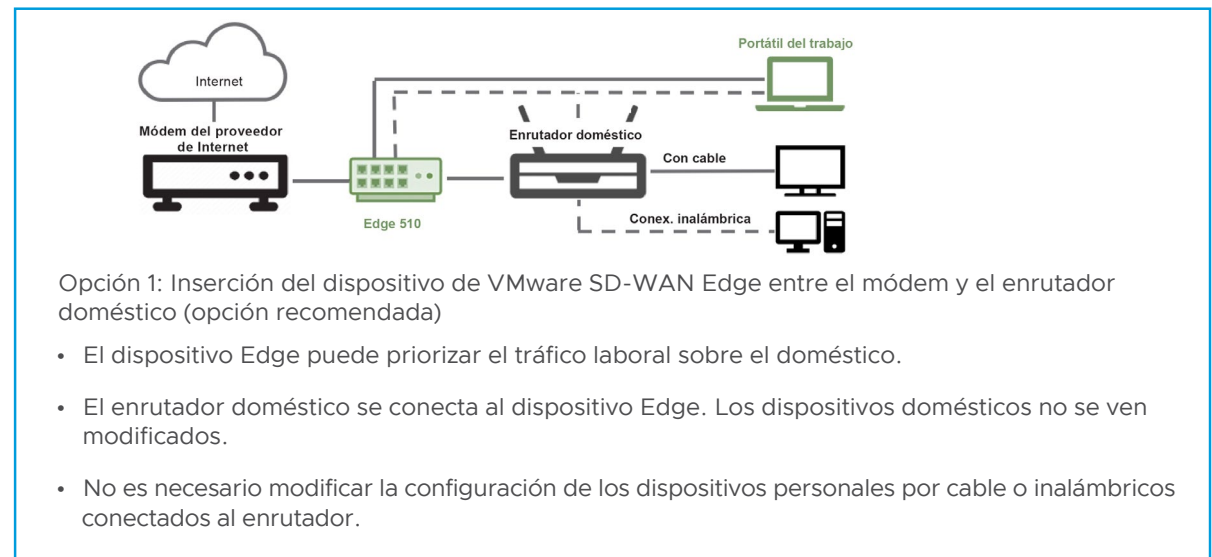 Portátil del trabajo
Internet
Módem del proveedor
de Internet
Enrutador doméstico
Con cable
Edge 510
Conex. inalámbrica
Opción 1: Inserción del dispositivo de VMware SD-WAN Edge entre el módem y el enrutador
doméstico (opción recomendada)
• El dispositivo Edge puede priorizar el tráfico laboral sobre el doméstico.
• El enrutador doméstico se conecta al dispositivo Edge. Los dispositivos domésticos no se ven
modificados.
• No es necesario modificar la configuración de los dispositivos personales por cable o inalámbricos
conectados al enrutador.